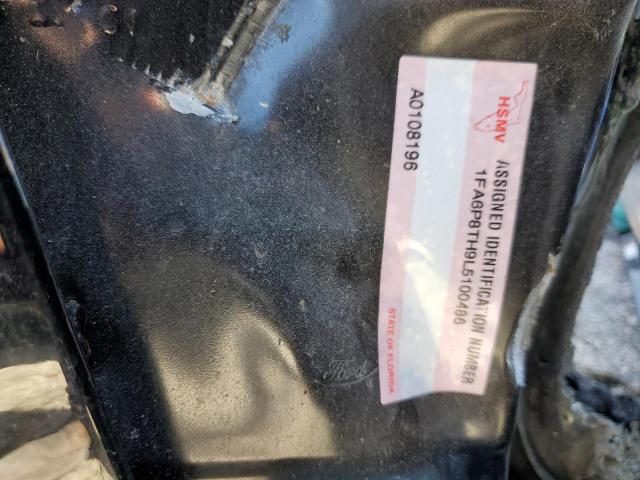 HSMV
ASSIGNED IDENTIFICATION NUMBER
1FA6P8TH9L5100486
A0108196
STATE OF FLORIDA
Ford